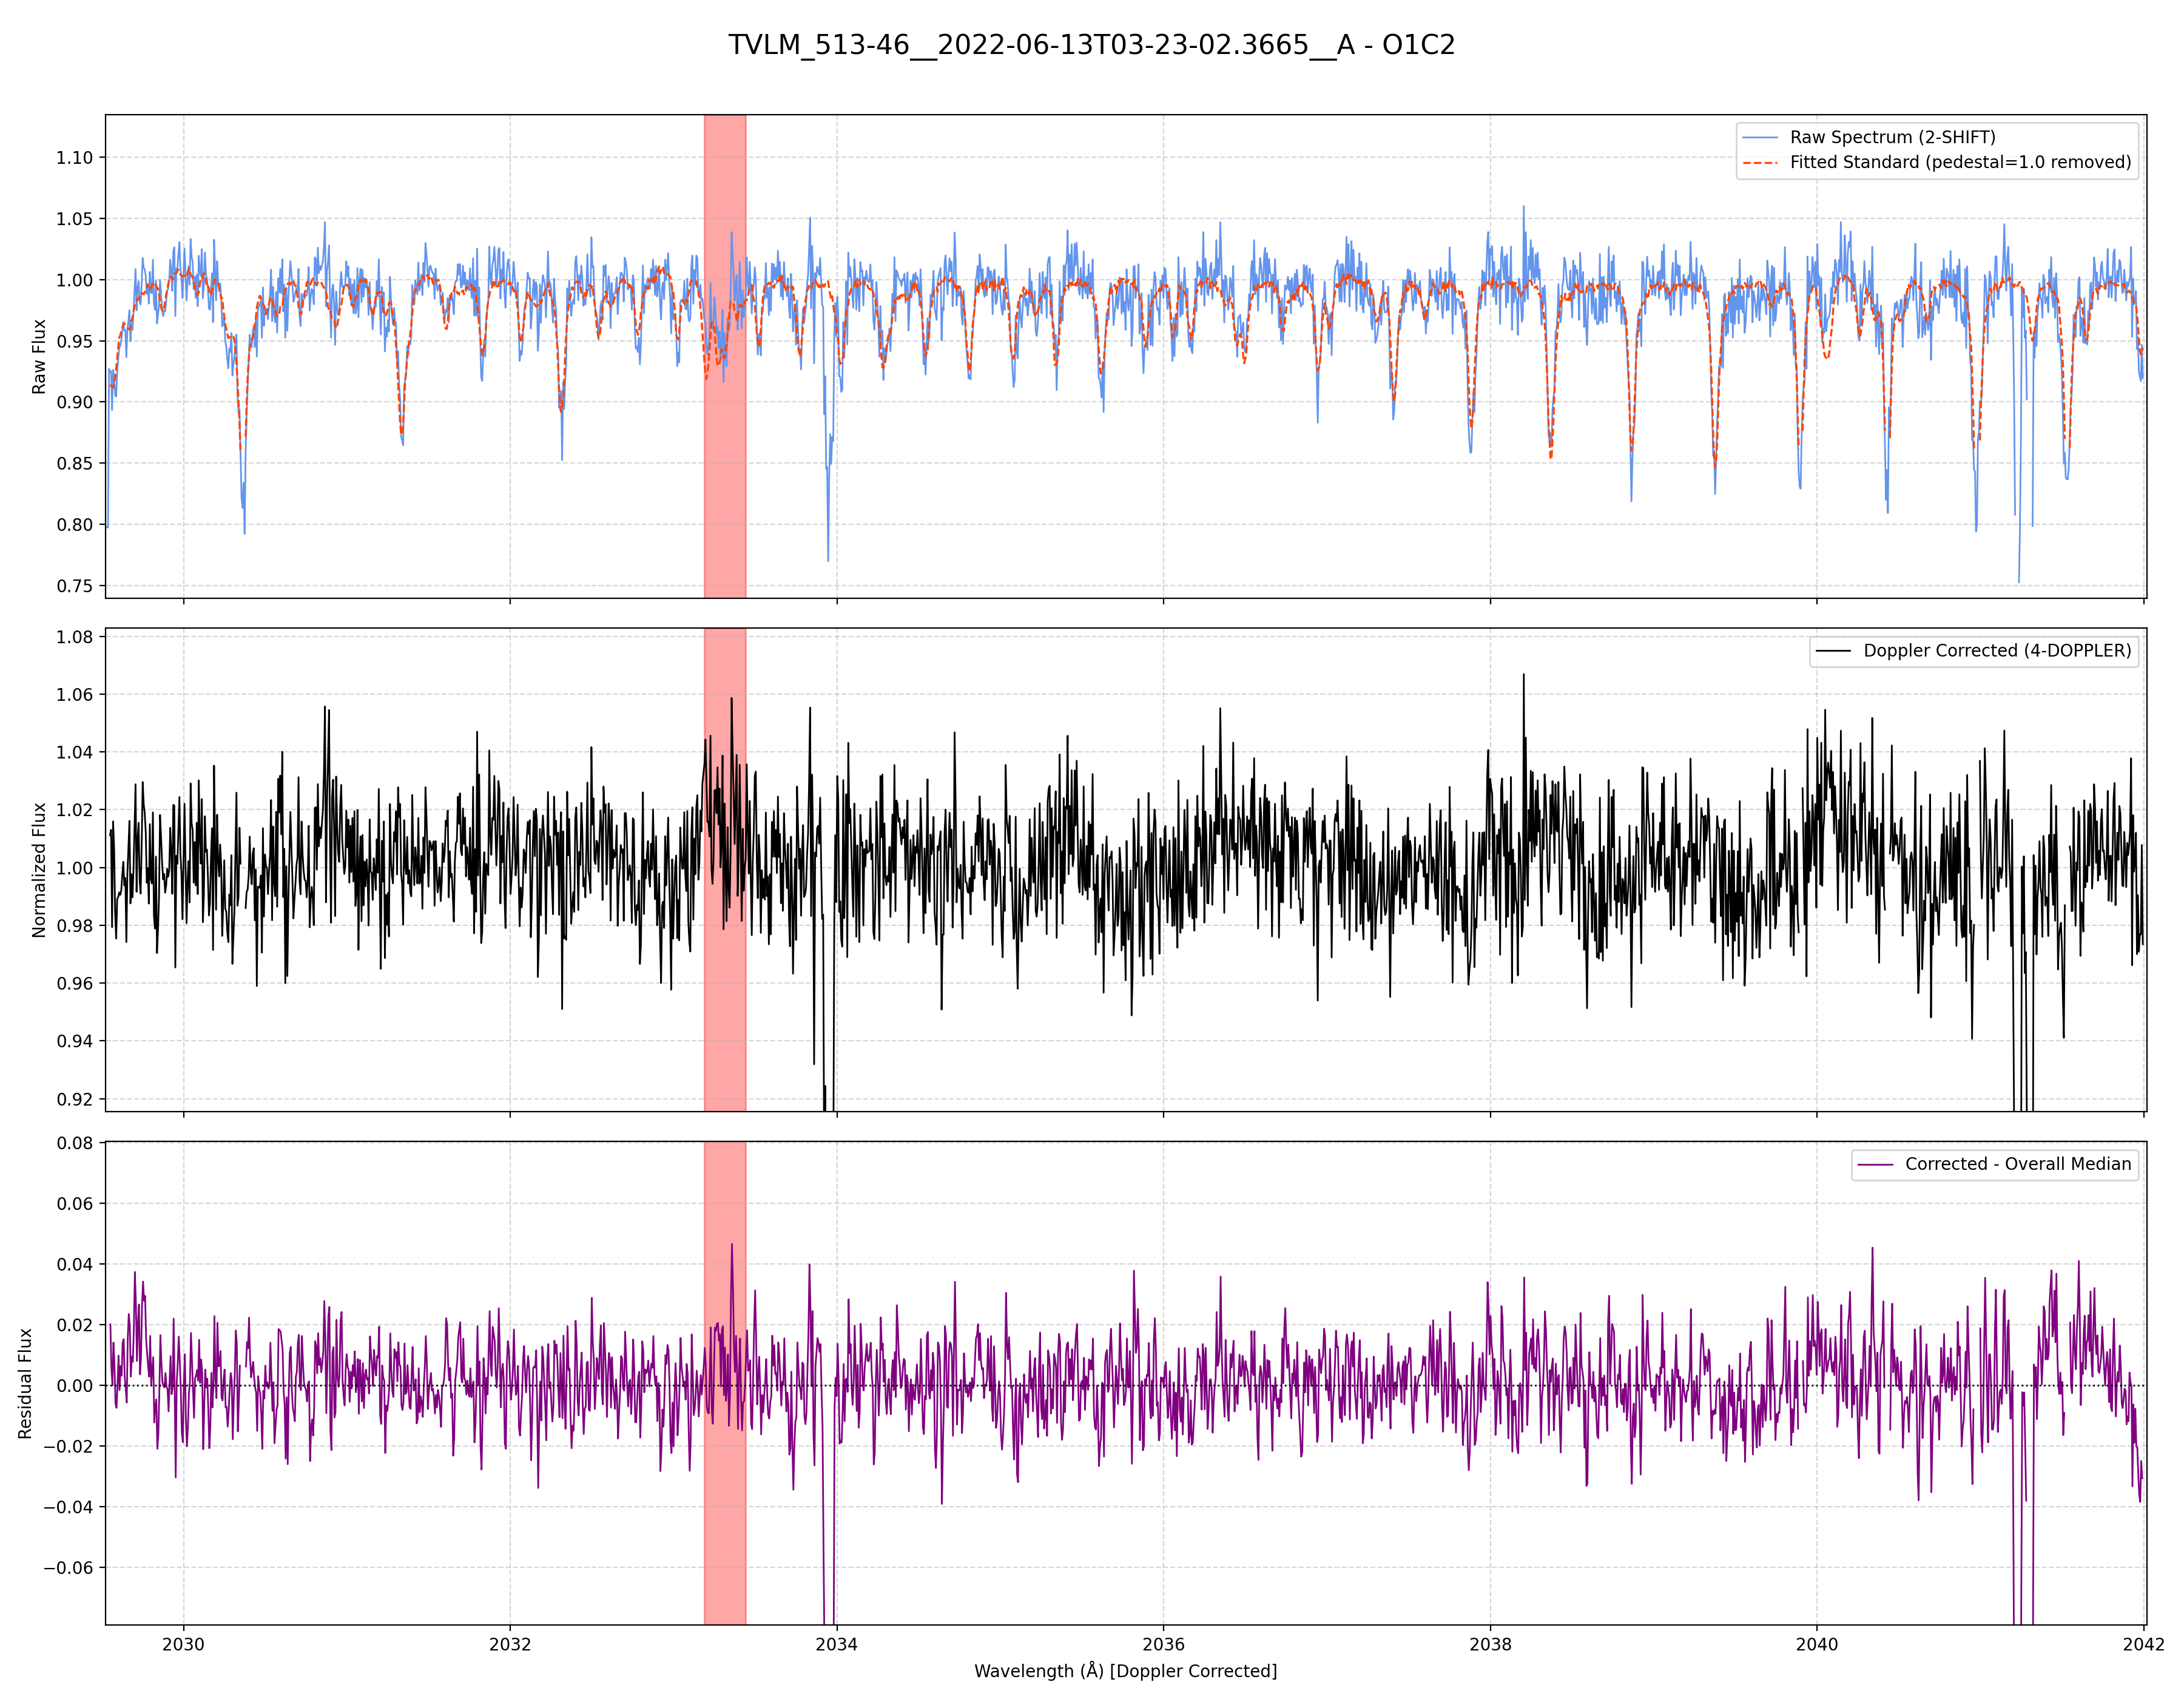 TVLM_513-46__2022-06-13T03-23-02.3665__A - O1C2
Raw Flux
1.10
1.05
1.00
0.95
0.90
0.85
0.80
0.75
Raw Spectrum (2-SHIFT)
Fitted Standard (pedestal=1.0 removed)
Normalized Flux
1.08
1.06
1.04
1.02
1.00
0.98
0.96
0.94
0.92
Doppler Corrected (4-DOPPLER)
Residual Flux
0.08
0.06
0.04
0.02
0.00
−0.02
−0.04
−0.06
Corrected - Overall Median
2030 2032 2034 2036 2038 2040 2042
Wavelength (Å) [Doppler Corrected]